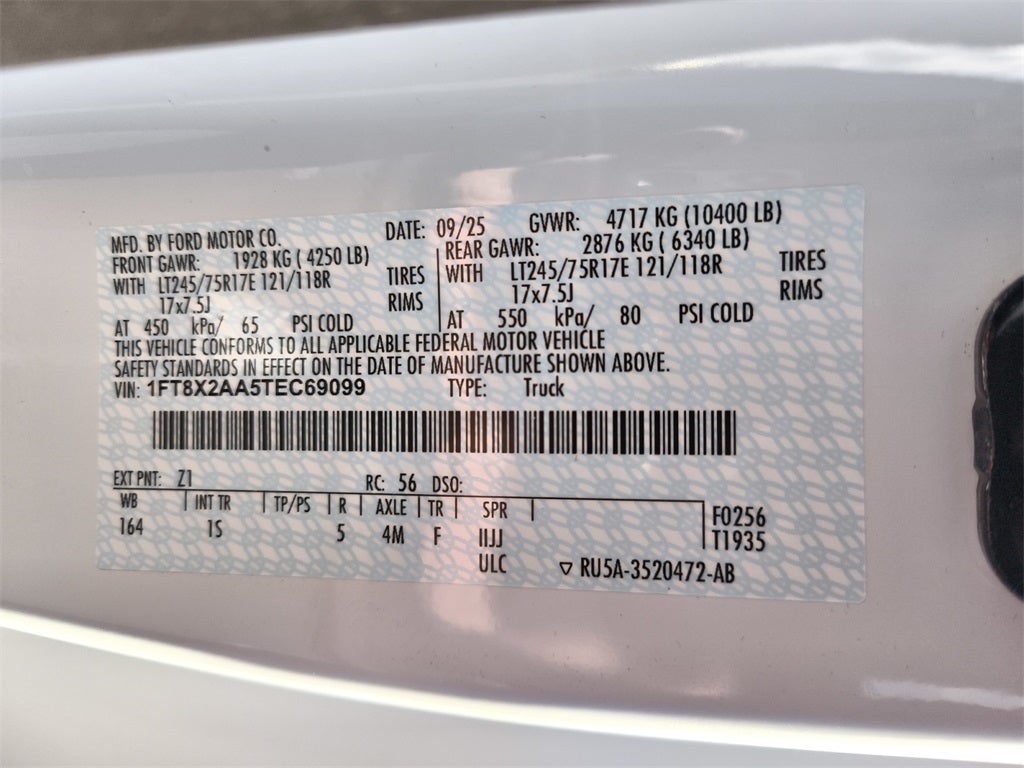 MFD. BY FORD MOTOR CO. DATE: 09/25 GVWR: 4717 KG (10400 LB)
FRONT GAWR: 1928 KG ( 4250 LB) REAR GAWR: 2876 KG ( 6340 LB)
WITH LT245/75R17E 121/118R TIRES WITH LT245/75R17E 121/118R TIRES
17x7.5J RIMS 17x7.5J RIMS
AT 450 kPa/ 65 PSI COLD AT 550 kPa/ 80 PSI COLD
THIS VEHICLE CONFORMS TO ALL APPLICABLE FEDERAL MOTOR VEHICLE
SAFETY STANDARDS IN EFFECT ON THE DATE OF MANUFACTURE SHOWN ABOVE.
VIN: 1FT8X2AA5TEC69099 TYPE: Truck
EXT PNT: Z1 RC: 56 DSO:
WB INT TR TP/PS R AXLE TR SPR F0256
164 1S 5 4M F IIJJ T1935
ULC ▽ RU5A-3520472-AB